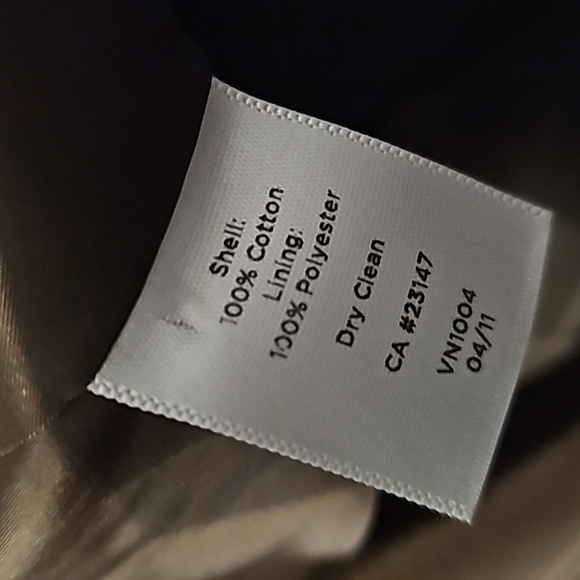 Shell:
100% Cotton
Lining:
100% Polyester
Dry Clean
CA #23147
VN1004
04/11